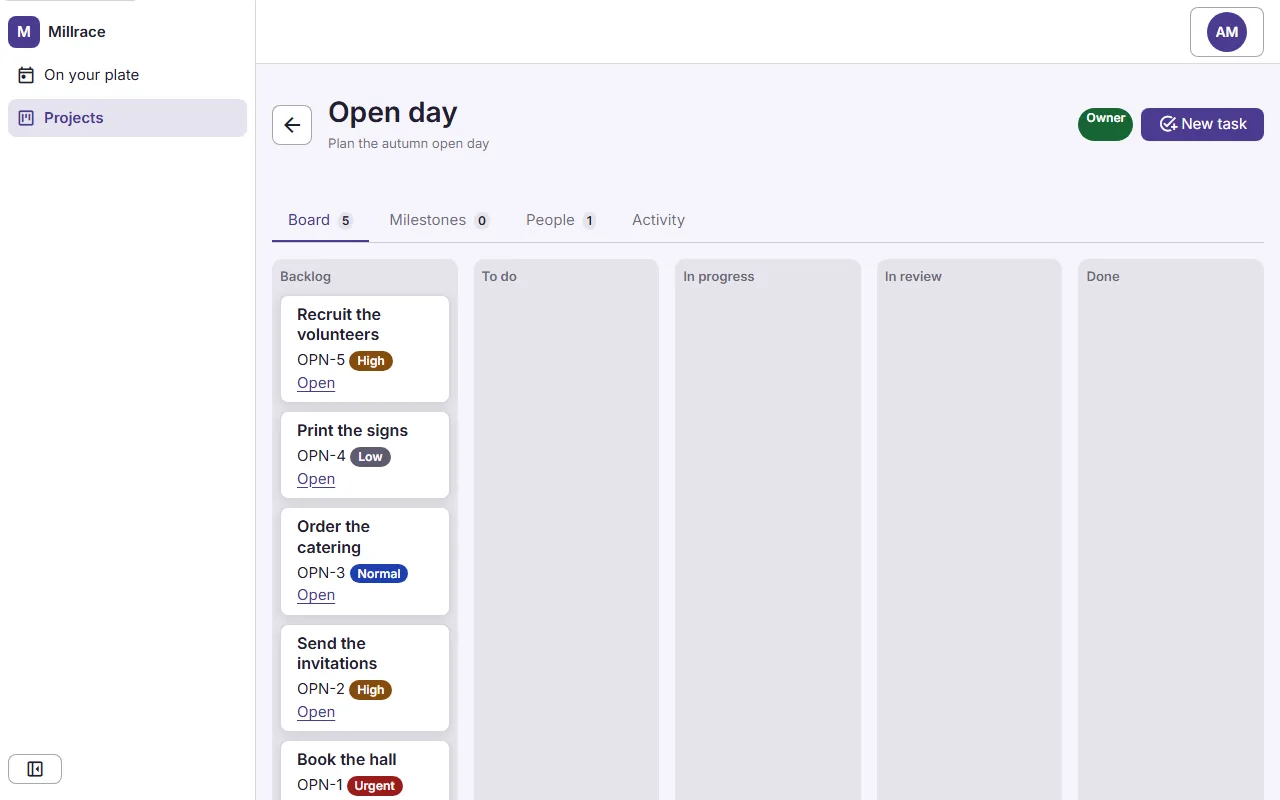 M Millrace
On your plate
Projects
AM
Open day
Plan the autumn open day
Owner
New task
Board 5
Milestones 0
People 1
Activity
Backlog
Recruit the
volunteers
OPN-5 High
Open
Print the signs
OPN-4 Low
Open
Order the
catering
OPN-3 Normal
Open
Send the
invitations
OPN-2 High
Open
Book the hall
OPN-1 Urgent
To do
In progress
In review
Done